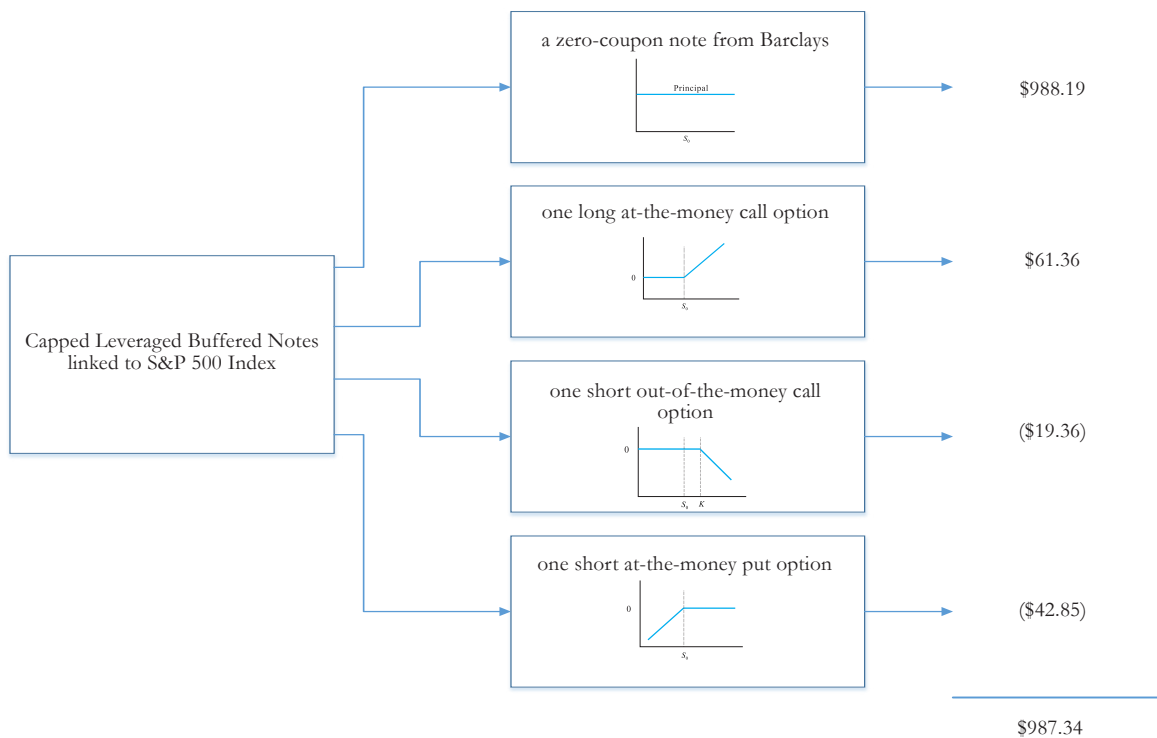 a zero-coupon note from Barclays
Principal
S₀
$988.19
one long at-the-money call option
0
S₀
$61.36
Capped Leveraged Buffered Notes
linked to S&P 500 Index
one short out-of-the-money call
option
0
S₀ K
($19.36)
one short at-the-money put option
0
S₀
($42.85)
$987.34